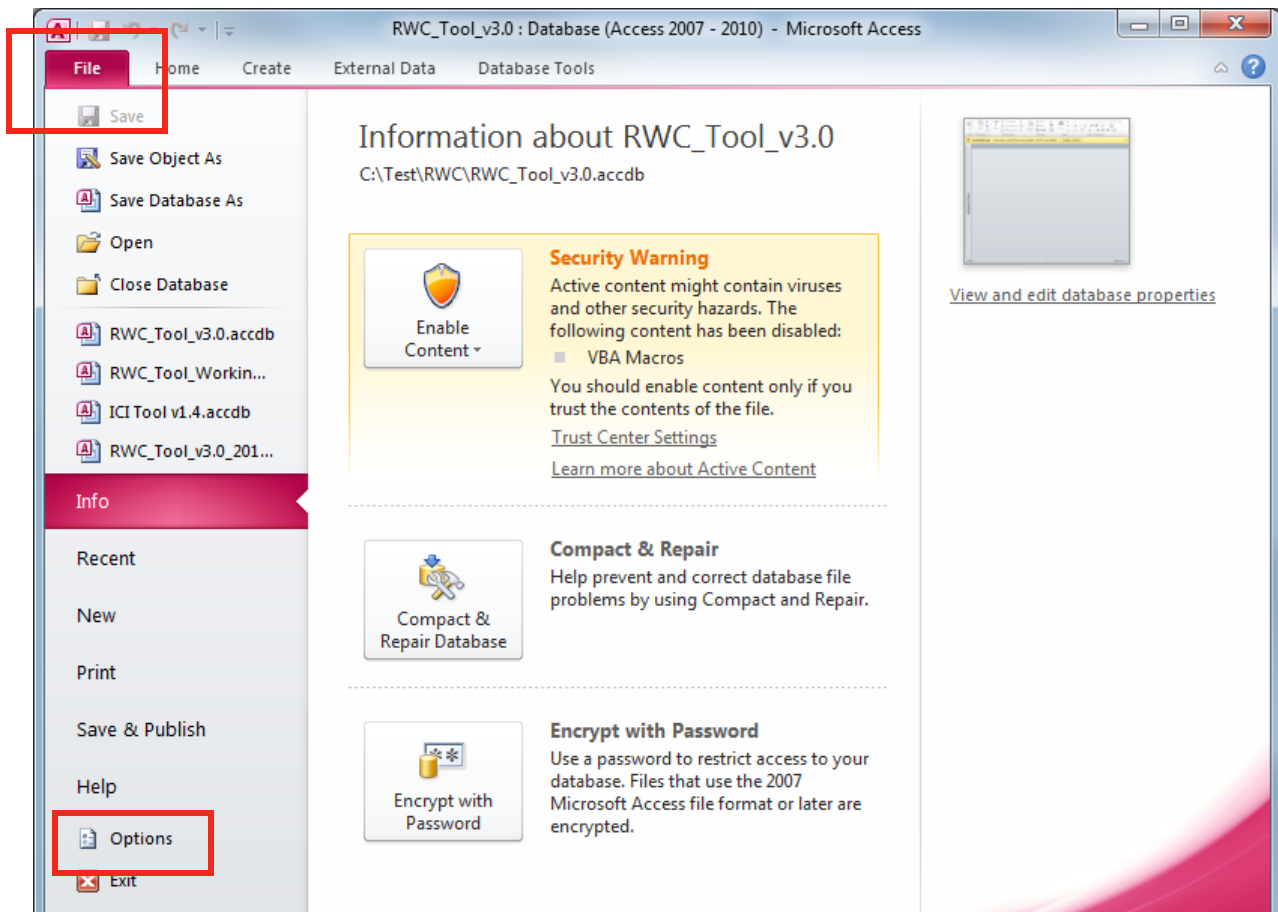 RWC_Tool_v3.0 : Database (Access 2007 - 2010) - Microsoft Access
File Home Create External Data Database Tools
Save
Save Object As
Save Database As
Open
Close Database
RWC_Tool_v3.0.accdb
RWC_Tool_Workin...
ICI Tool v1.4.accdb
RWC_Tool_v3.0_201...
Info
Recent
New
Print
Save & Publish
Help
Options
Exit
Information about RWC_Tool_v3.0
C:\Test\RWC\RWC_Tool_v3.0.accdb
Enable
Content
Security Warning
Active content might contain viruses
and other security hazards. The
following content has been disabled:
VBA Macros
You should enable content only if you
trust the contents of the file.
Trust Center Settings
Learn more about Active Content
Compact &
Repair Database
Compact & Repair
Help prevent and correct database file
problems by using Compact and Repair.
Encrypt with
Password
Encrypt with Password
Use a password to restrict access to your
database. Files that use the 2007
Microsoft Access file format or later are
encrypted.
View and edit database properties